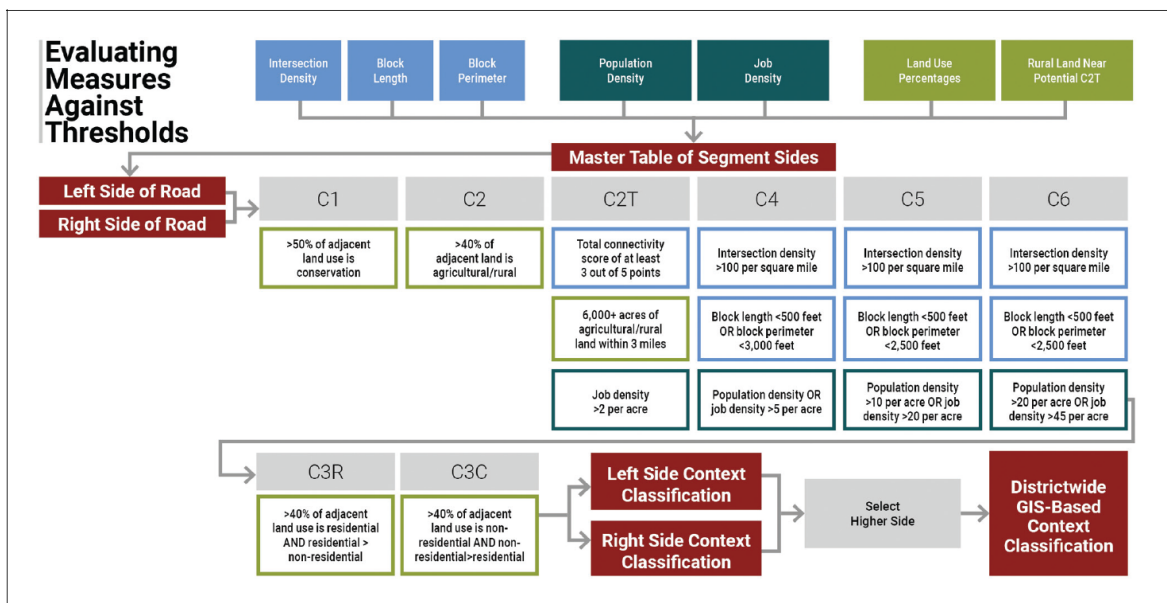 Evaluating
Measures
Against
Thresholds
Intersection
Density
Block
Length
Block
Perimeter
Population
Density
Job
Density
Land Use
Percentages
Rural Land Near
Potential C2T
Master Table of Segment Sides
Left Side of Road
Right Side of Road
C1
C2
C2T
C4
C5
C6
>50% of adjacent
land use is
conservation
>40% of
adjacent land is
agricultural/rural
Total connectivity
score of at least
3 out of 5 points
Intersection density
>100 per square mile
Intersection density
>100 per square mile
Intersection density
>100 per square mile
6,000+ acres of
agricultural/rural
land within 3 miles
Block length <500 feet
OR block perimeter
<3,000 feet
Block length <500 feet
OR block perimeter
<2,500 feet
Block length <500 feet
OR block perimeter
<2,500 feet
Job density
>2 per acre
Population density OR
job density >5 per acre
Population density
>10 per acre OR job
density >20 per acre
Population density
>20 per acre OR job
density >45 per acre
C3R
C3C
>40% of adjacent
land use is residential
AND residential >
non-residential
>40% of adjacent
land use is non-
residential AND non-
residential>residential
Left Side Context
Classification
Right Side Context
Classification
Select
Higher Side
Districtwide
GIS-Based
Context
Classification